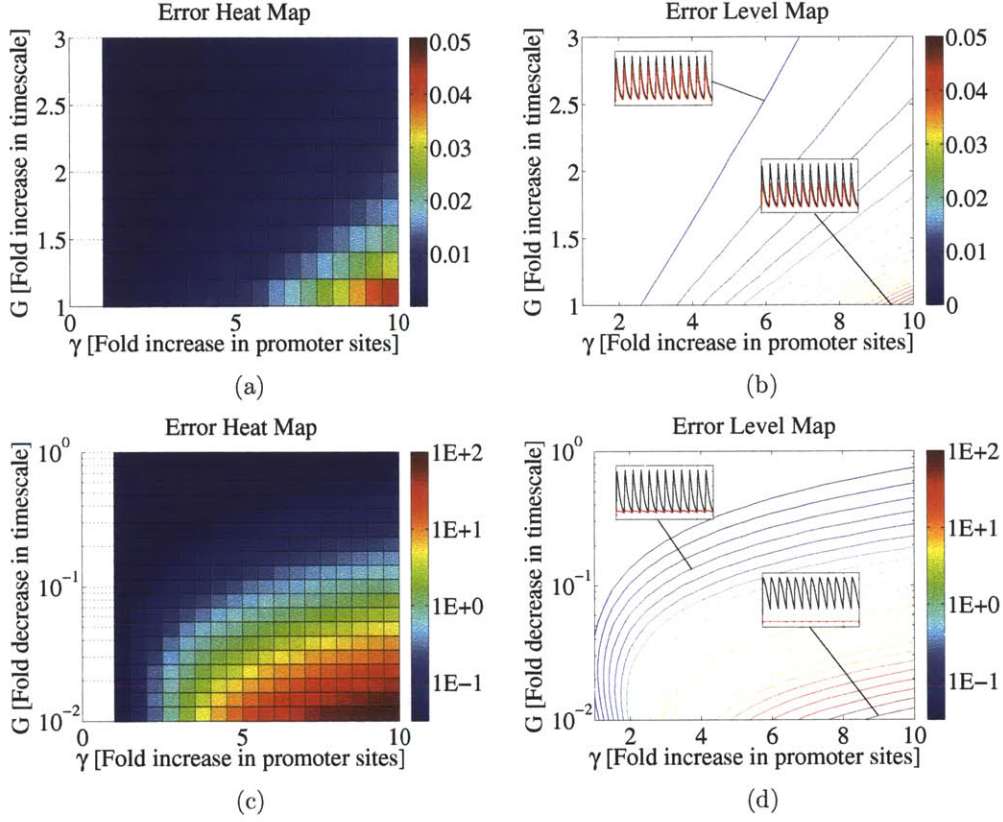 Error Heat Map
G [Fold increase in timescale]
3
2.5
2
1.5
1
0
5
10
γ [Fold increase in promoter sites]
0.05
0.04
0.03
0.02
0.01
(a)
Error Level Map
G [Fold increase in timescale]
3
2.5
2
1.5
1
2
4
6
8
10
γ [Fold increase in promoter sites]
0.05
0.04
0.03
0.02
0.01
0
(b)
Error Heat Map
G [Fold decrease in timescale]
10⁰
10⁻¹
10⁻²
0
5
10
γ [Fold increase in promoter sites]
1E+2
1E+1
1E+0
1E−1
(c)
Error Level Map
G [Fold decrease in timescale]
10⁰
10⁻¹
10⁻²
2
4
6
8
10
γ [Fold increase in promoter sites]
1E+2
1E+1
1E+0
1E−1
(d)